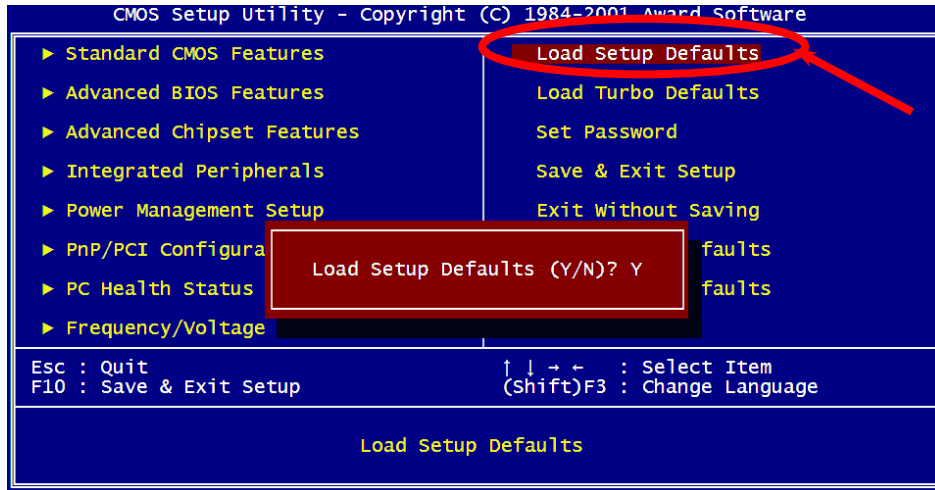 CMOS Setup Utility - Copyright (C) 1984-2001 Award Software
▶ Standard CMOS Features
▶ Advanced BIOS Features
▶ Advanced Chipset Features
▶ Integrated Peripherals
▶ Power Management Setup
▶ PnP/PCI Configura
▶ PC Health Status
▶ Frequency/Voltage
Load Setup Defaults
Load Turbo Defaults
Set Password
Save & Exit Setup
Exit Without Saving
faults
faults
Load Setup Defaults (Y/N)? Y
Esc : Quit
F10 : Save & Exit Setup
↑ ↓ → ← : Select Item
(Shift)F3 : Change Language
Load Setup Defaults